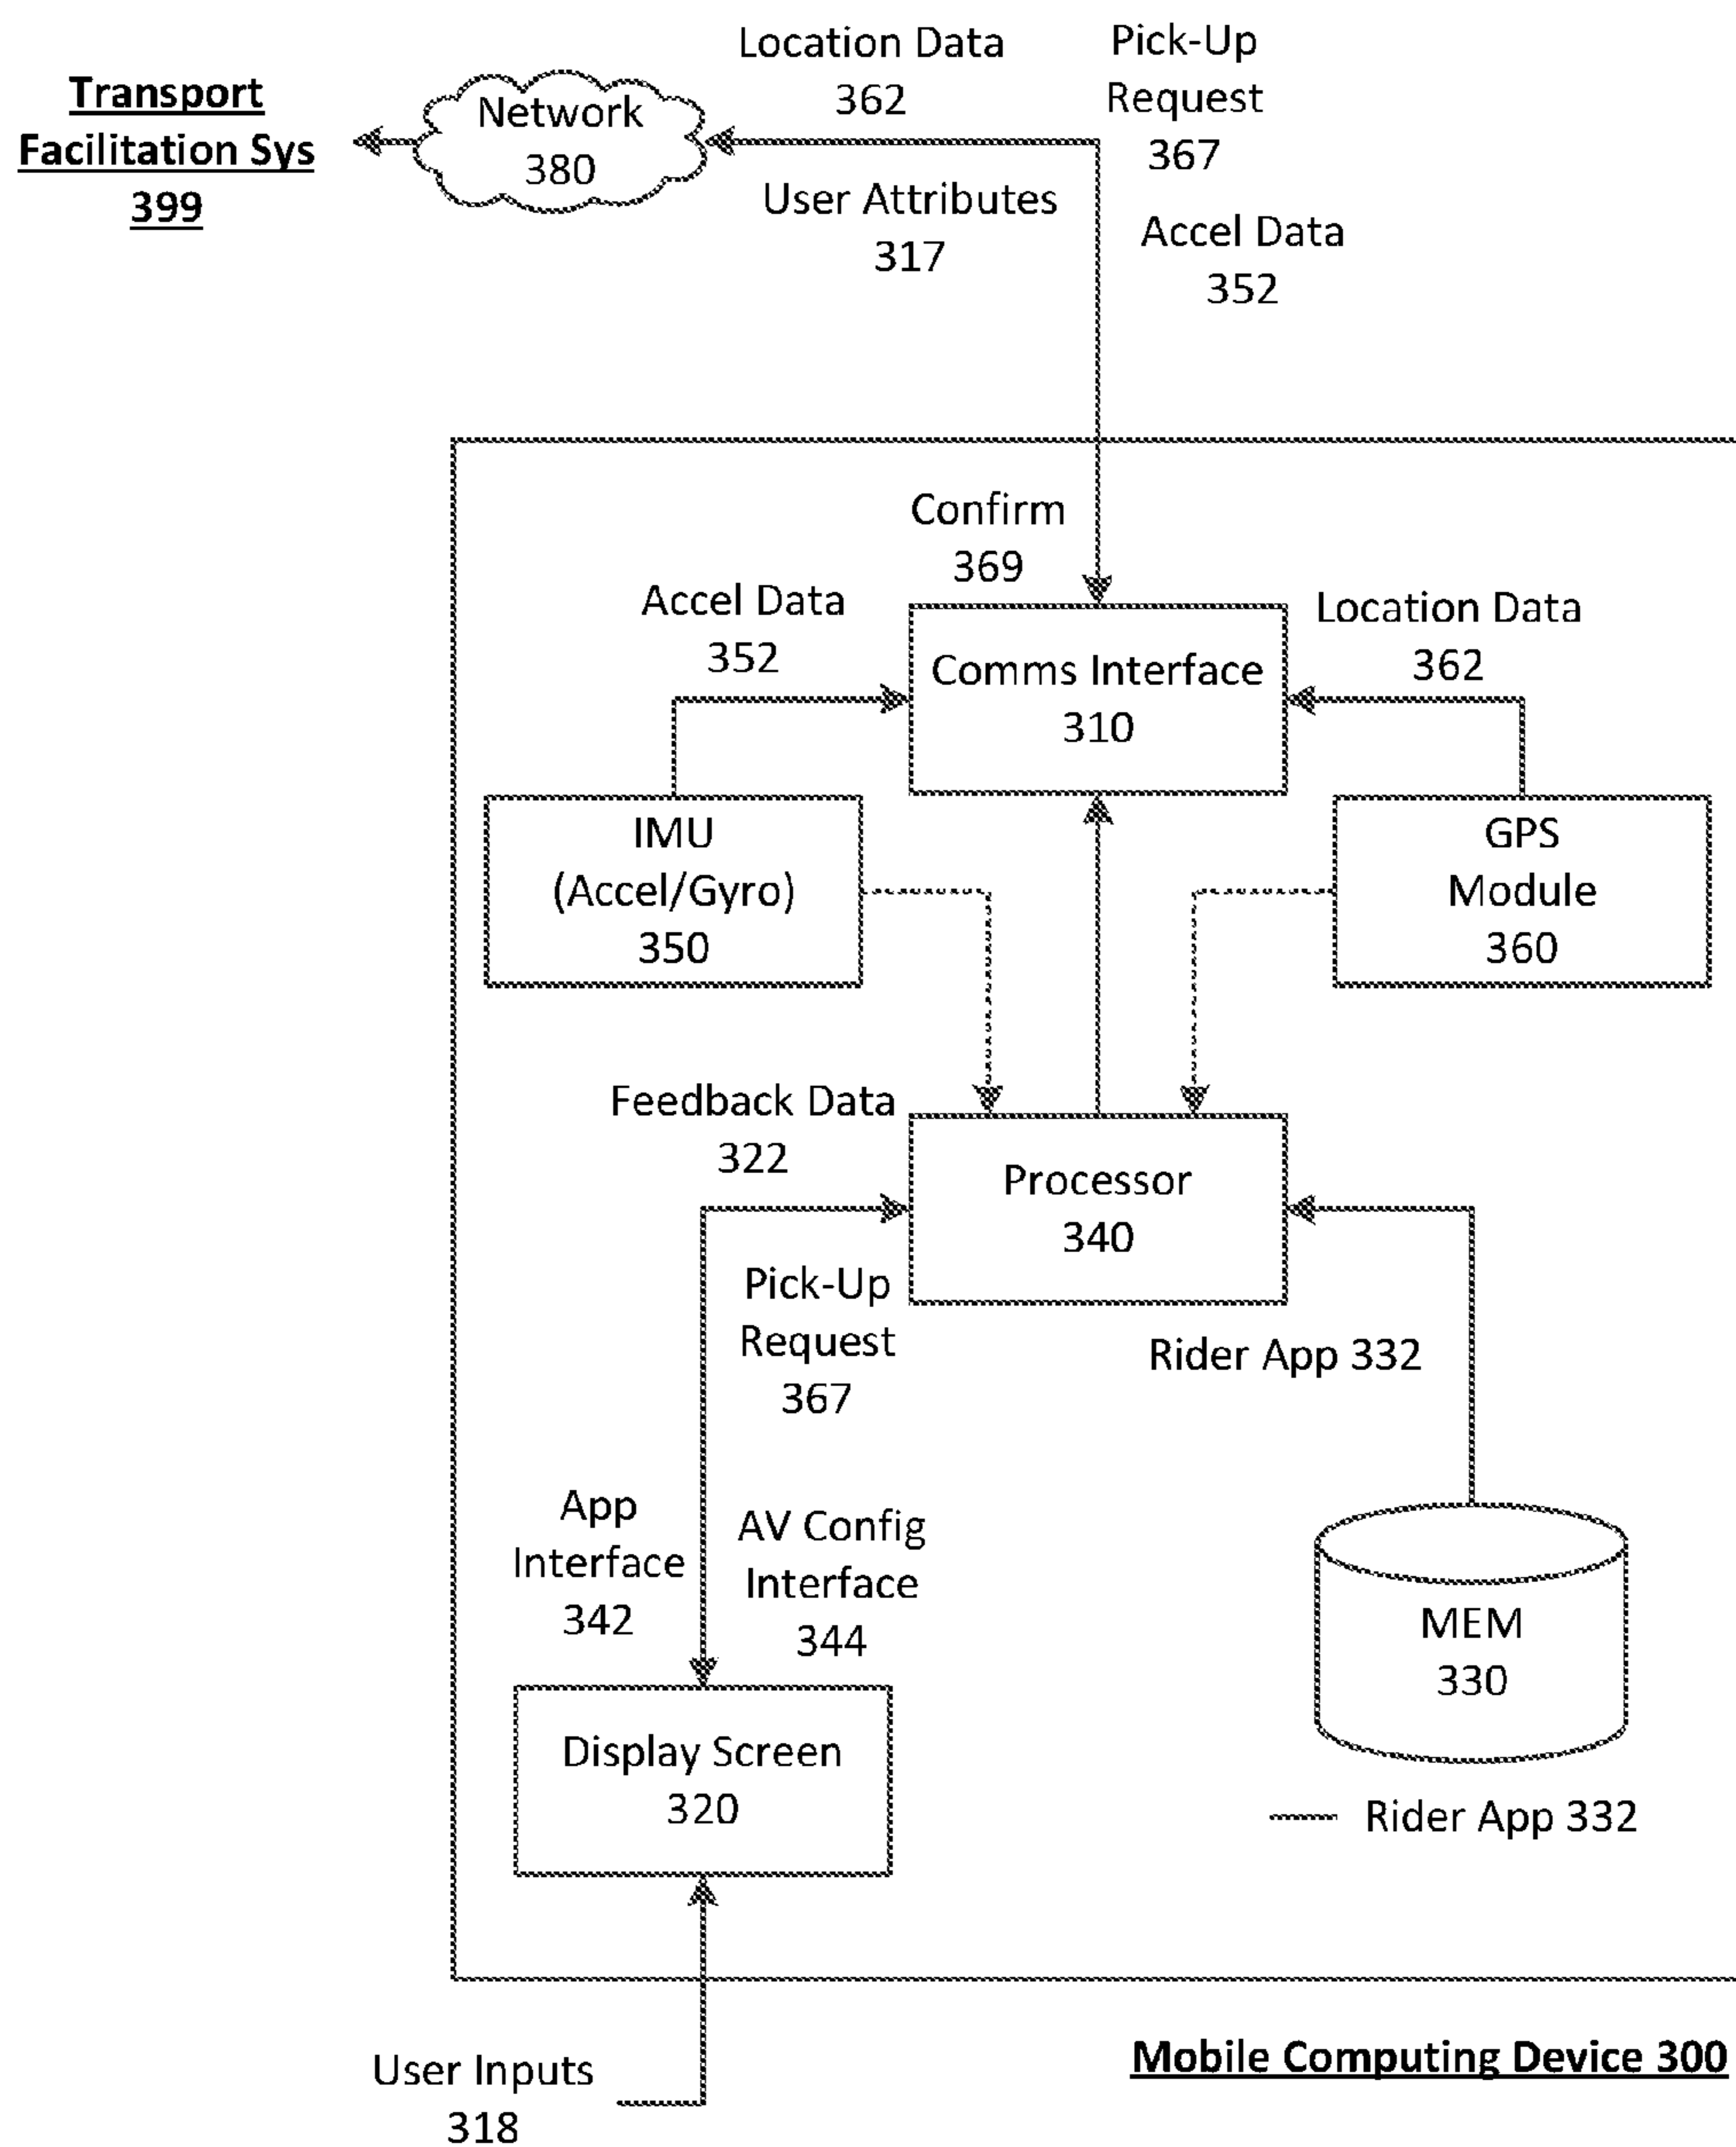 Transport
Facilitation Sys
399
Network
380
Location Data
362
User Attributes
317
Pick-Up
Request
367
Accel Data
352
Confirm
369
Accel Data
352
Comms Interface
310
Location Data
362
IMU
(Accel/Gyro)
350
GPS
Module
360
Feedback Data
322
Processor
340
Pick-Up
Request
367
Rider App 332
App
Interface
342
AV Config
Interface
344
MEM
330
Display Screen
320
Rider App 332
Mobile Computing Device 300
User Inputs
318